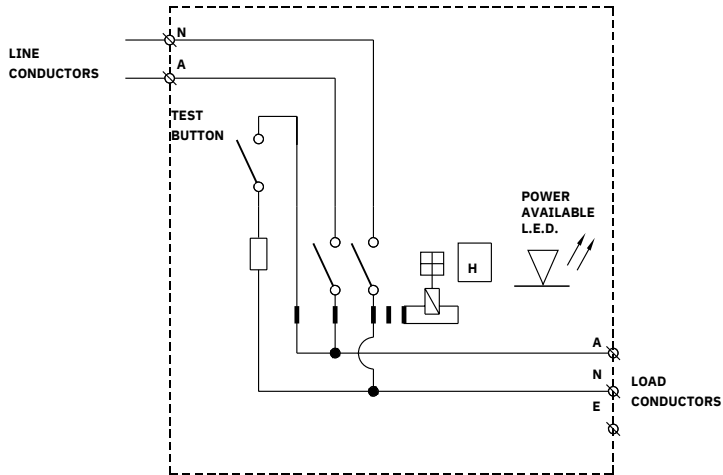 N
LINE
CONDUCTORS
A
TEST
BUTTON
POWER
AVAILABLE
L.E.D.
H
A
N
LOAD
CONDUCTORS
E